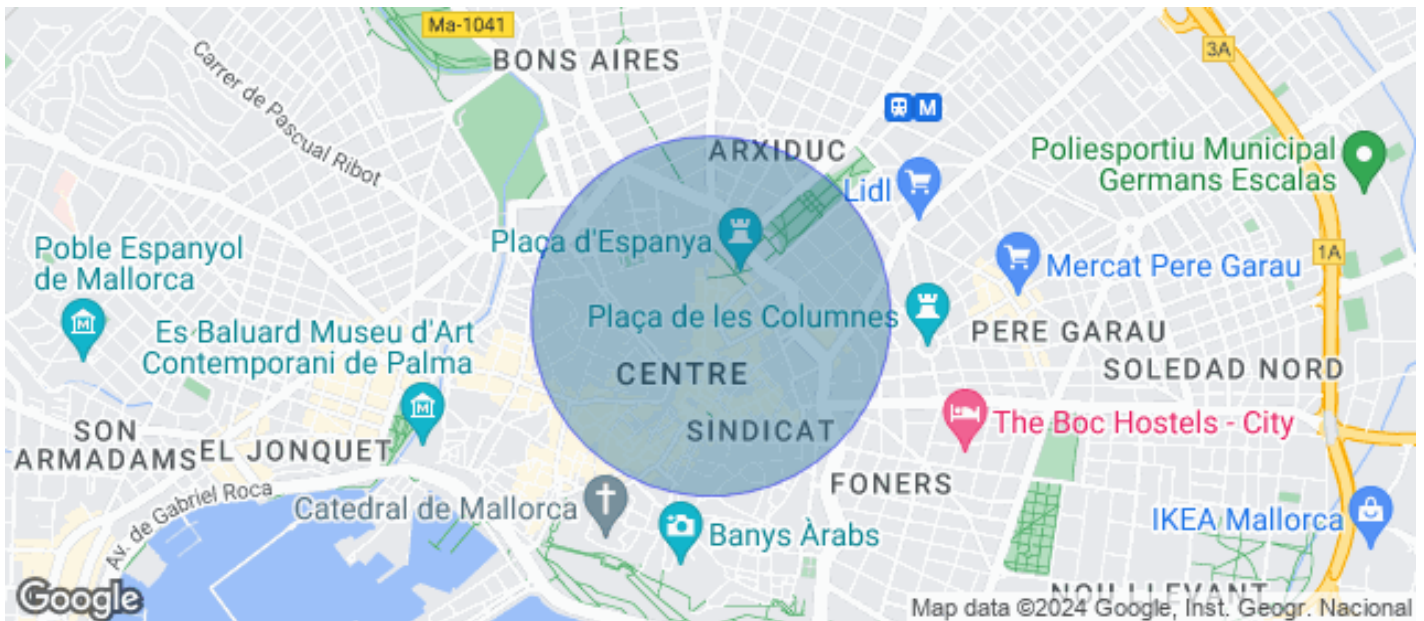 Ma-1041
BONS AIRES
3A
Carrer de Pascual Ribot
M
ARXIDUC
Poliesportiu Municipal
Germans Escalas
Lidl
Plaça d'Espanya
Poble Espanyol
de Mallorca
1A
Mercat Pere Garau
Es Baluard Museu d'Art
Contemporani de Palma
Plaça de les Columnes
PERE GARAU
SOLEDAD NORD
CENTRE
SINDICAT
The Boc Hostels - City
SON
ARMADAMS
EL JONQUET
FONERS
Av. de Gabriel Roca
Catedral de Mallorca
Banys Àrabs
IKEA Mallorca
NOU LLEVANT
Google
Map data ©2024 Google, Inst. Geogr. Nacional